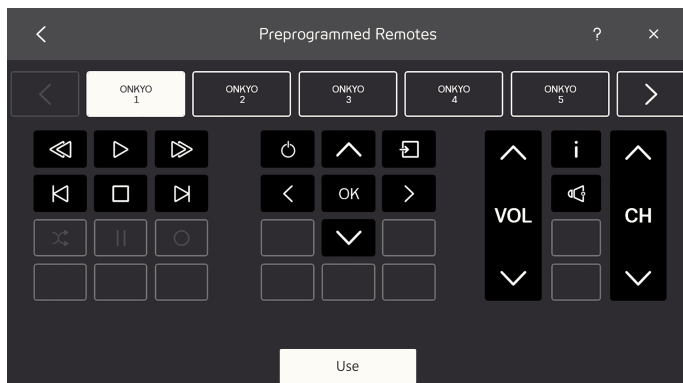 Preprogrammed Remotes
?
ONKYO
1
ONKYO
2
ONKYO
3
ONKYO
4
ONKYO
5
i
OK
VOL
CH
Use